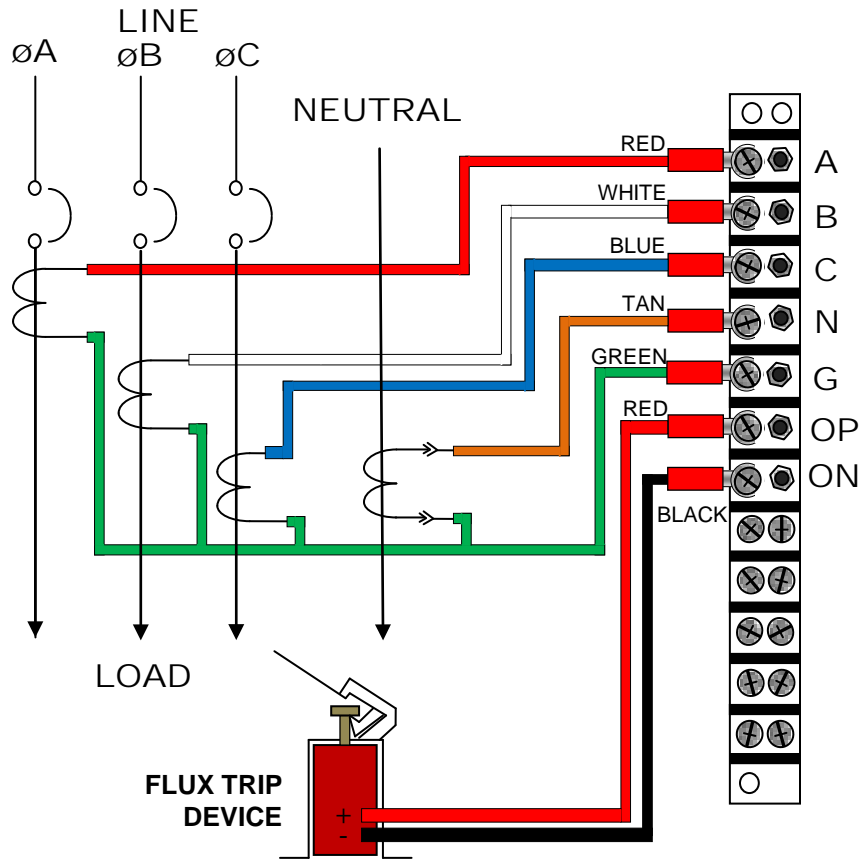 LINE
øA
øB
øC
NEUTRAL
RED
A
WHITE
B
BLUE
C
TAN
N
GREEN
G
RED
OP
ON
BLACK
LOAD
FLUX TRIP
DEVICE
+
-